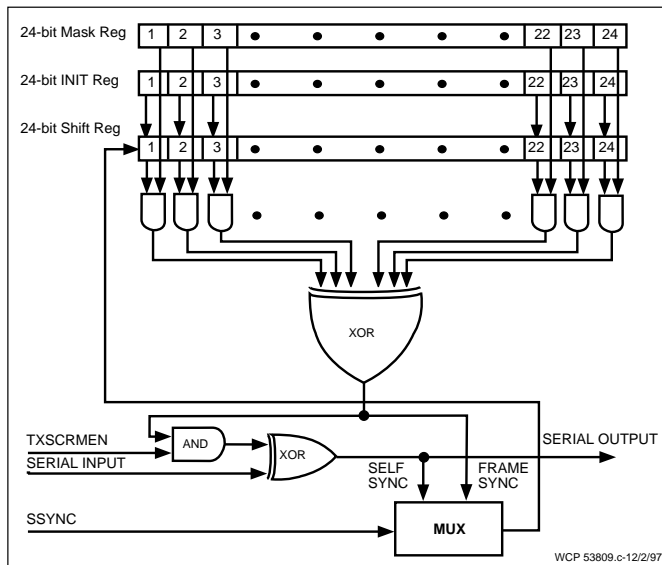 24-bit Mask Reg 1 2 3 22 23 24
24-bit INIT Reg 1 2 3 22 23 24
24-bit Shift Reg 1 2 3 22 23 24
XOR
TXSCRMEN
AND
SERIAL INPUT
XOR
SERIAL OUTPUT
SELF SYNC
FRAME SYNC
SSYNC
MUX
WCP 53809.c-12/2/97